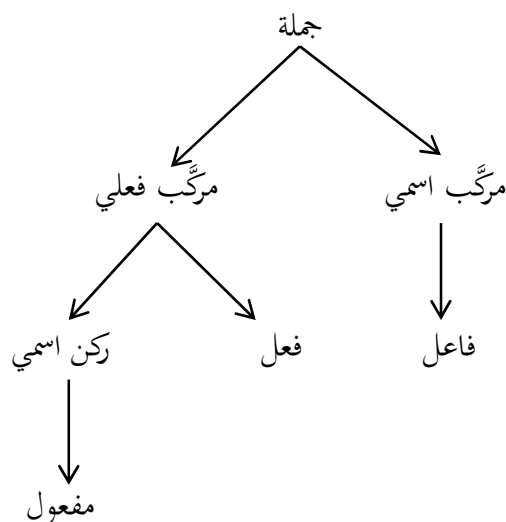 جملة
مركَّب اسمي
مركَّب فعلي
فاعل
فعل
ركن اسمي
مفعول